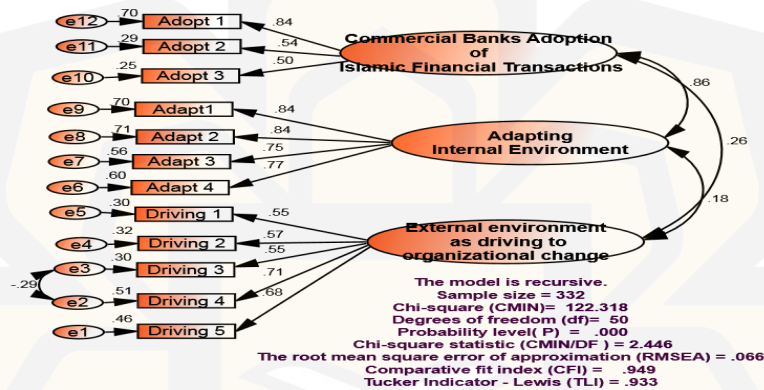 e12 .70 Adopt 1 .84
e11 .29 Adopt 2 .54
e10 .25 Adopt 3 .50
Commercial Banks Adoption
of
Islamic Financial Transactions
e9 .70 Adapt1 .84
e8 .71 Adapt 2 .84
e7 .56 Adapt 3 .75
e6 .60 Adapt 4 .77
Adapting
Internal Environment
.86
.26
.18
e5 .30 Driving 1 .55
e4 .32 Driving 2 .57
e3 .30 Driving 3 .55
e2 .51 Driving 4 .71
e1 .46 Driving 5 .68
-.29
External environment
as driving to
organizational change
The model is recursive.
Sample size = 332
Chi-square (CMIN)= 122.318
Degrees of freedom (df)= 50
Probability level( P) = .000
Chi-square statistic (CMIN/DF ) = 2.446
The root mean square error of approximation (RMSEA) = .066
Comparative fit index (CFI) = .949
Tucker Indicator - Lewis (TLI) = .933